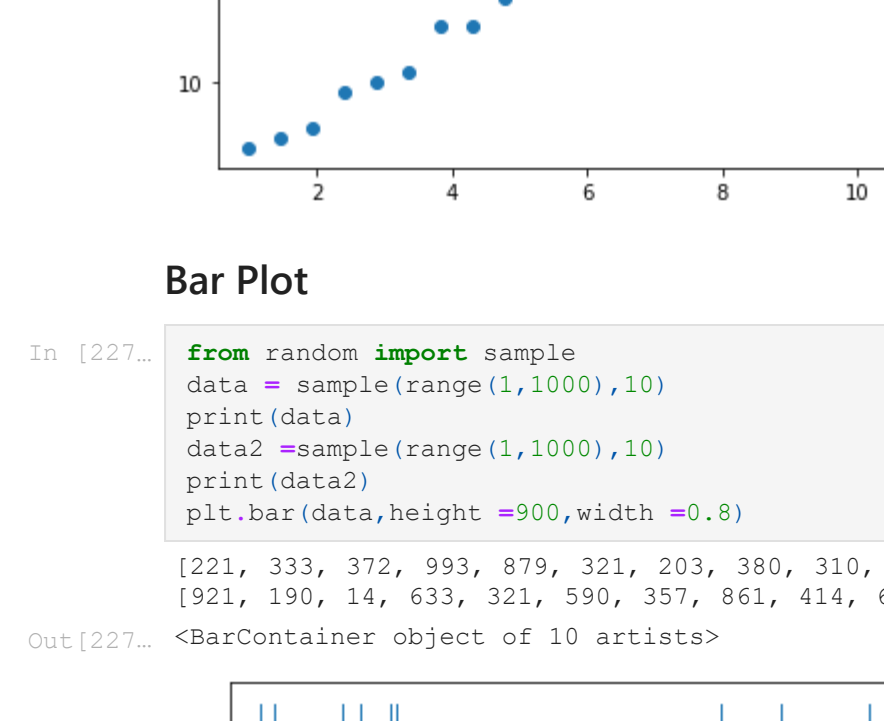 10
2 4 6 8 10
Bar Plot
In [227…
from random import sample
data = sample(range(1,1000),10)
print(data)
data2 =sample(range(1,1000),10)
print(data2)
plt.bar(data,height =900,width =0.8)
[221, 333, 372, 993, 879, 321, 203, 380, 310,
[921, 190, 14, 633, 321, 590, 357, 861, 414,
Out[227…
<BarContainer object of 10 artists>